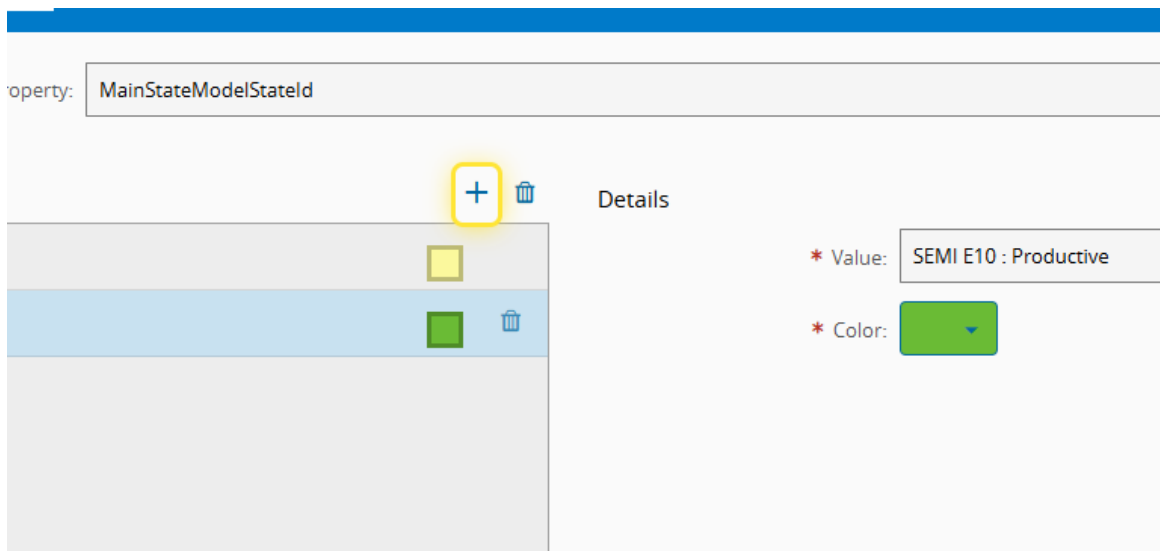 roperty: MainStateModelStateId
Details
* Value: SEMI E10 : Productive
* Color: